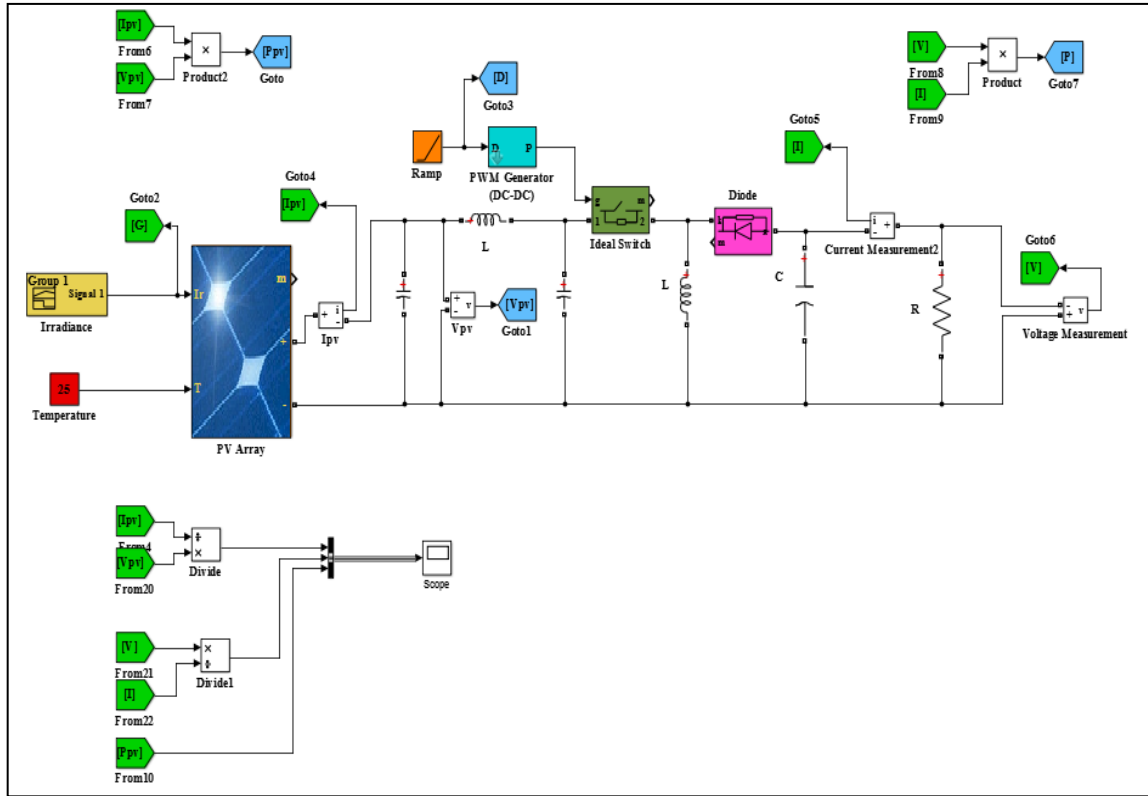 [Ipv]
From6
[Vpv]
From7
×
Product2
[Ppv]
Goto
[V]
From8
[I]
From9
×
Product
[P]
Goto7
[D]
Goto3
Ramp
D
P
PWM Generator
(DC-DC)
Goto5
[I]
Goto4
[Ipv]
Goto2
[G]
Group 1
Signal 1
Irradiance
25
Temperature
Ir
T
m
+
-
PV Array
+
i
-
Ipv
L
+
-
v
Vpv
[Vpv]
Goto1
g
m
1
2
Ideal Switch
L
Diode
1
m
C
i
-
+
Current Measurement2
R
Goto6
[V]
-
+
v
Voltage Measurement
[Ipv]
From4
[Vpv]
From20
÷
×
Divide
Scope
[V]
From21
[I]
From22
×
÷
Divide1
[Ppv]
From10